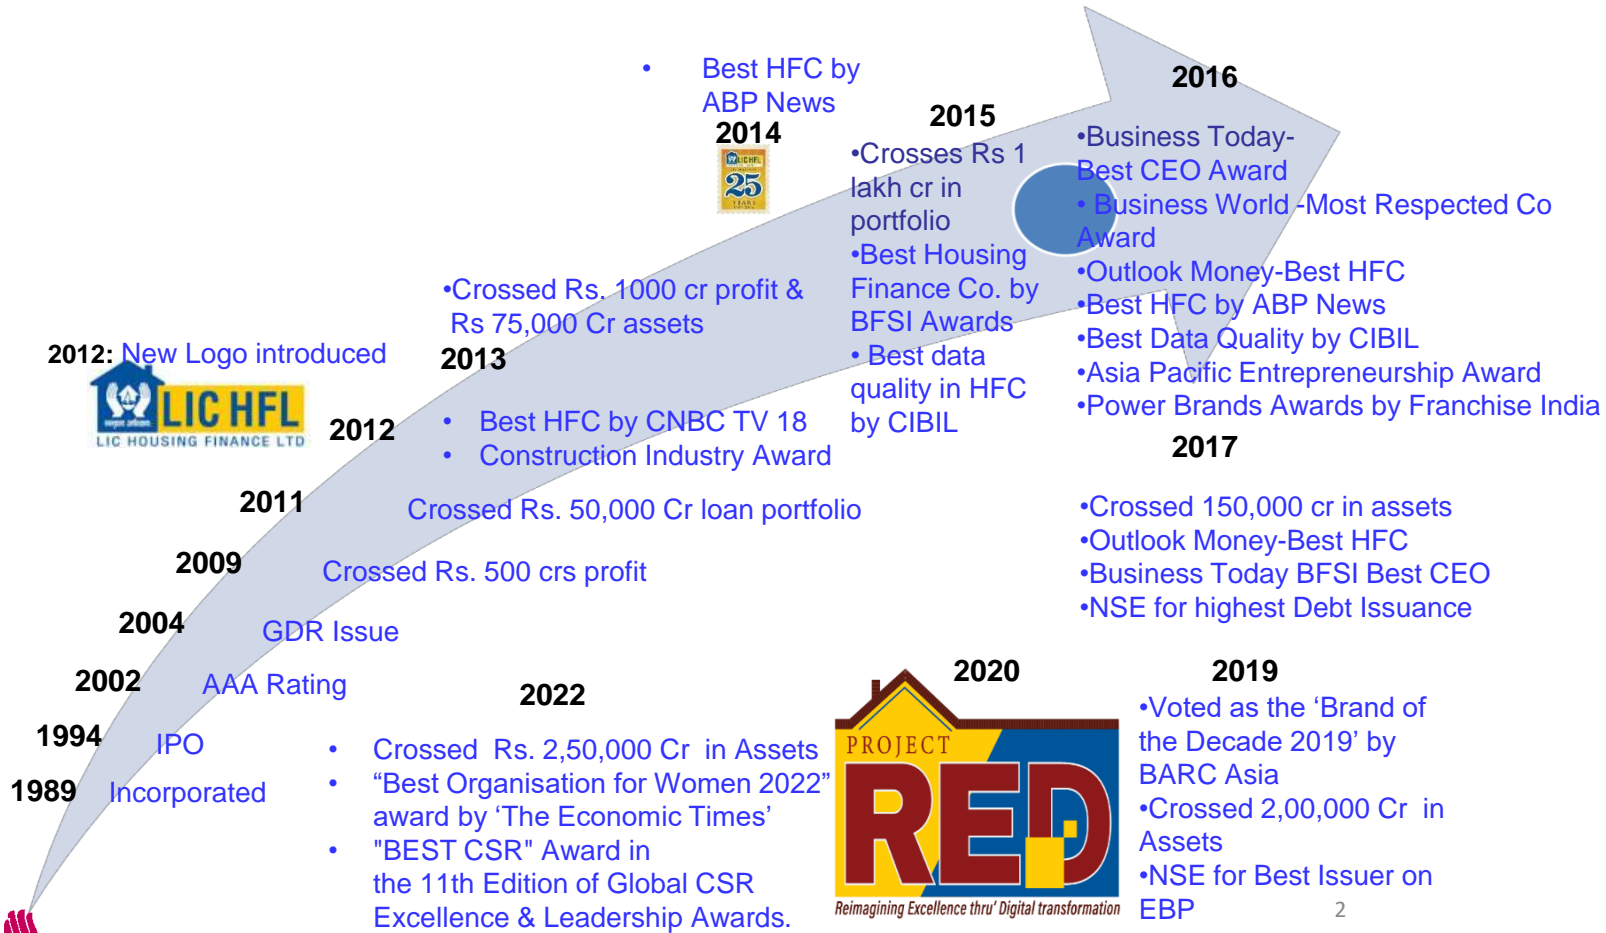 • Best HFC by
ABP News
2014
LIC HFL
25
YEARS
2015
•Crosses Rs 1
lakh cr in
portfolio
•Best Housing
Finance Co. by
BFSI Awards
• Best data
quality in HFC
by CIBIL
2016
•Business Today-
Best CEO Award
• Business World -Most Respected Co
Award
•Outlook Money-Best HFC
•Best HFC by ABP News
•Best Data Quality by CIBIL
•Asia Pacific Entrepreneurship Award
•Power Brands Awards by Franchise India
2017
•Crossed 150,000 cr in assets
•Outlook Money-Best HFC
•Business Today BFSI Best CEO
•NSE for highest Debt Issuance
•Crossed Rs. 1000 cr profit &
Rs 75,000 Cr assets
2013
• Best HFC by CNBC TV 18
• Construction Industry Award
2012: New Logo introduced
LIC HFL
LIC HOUSING FINANCE LTD
2012
2011
Crossed Rs. 50,000 Cr loan portfolio
2009
Crossed Rs. 500 crs profit
2004
GDR Issue
2002
AAA Rating
1994
IPO
1989
Incorporated
2022
• Crossed Rs. 2,50,000 Cr in Assets
• “Best Organisation for Women 2022”
award by ‘The Economic Times’
• "BEST CSR" Award in
the 11th Edition of Global CSR
Excellence & Leadership Awards.
2020
PROJECT
RED
Reimagining Excellence thru' Digital transformation
2019
•Voted as the ‘Brand of
the Decade 2019’ by
BARC Asia
•Crossed 2,00,000 Cr in
Assets
•NSE for Best Issuer on
EBP
2